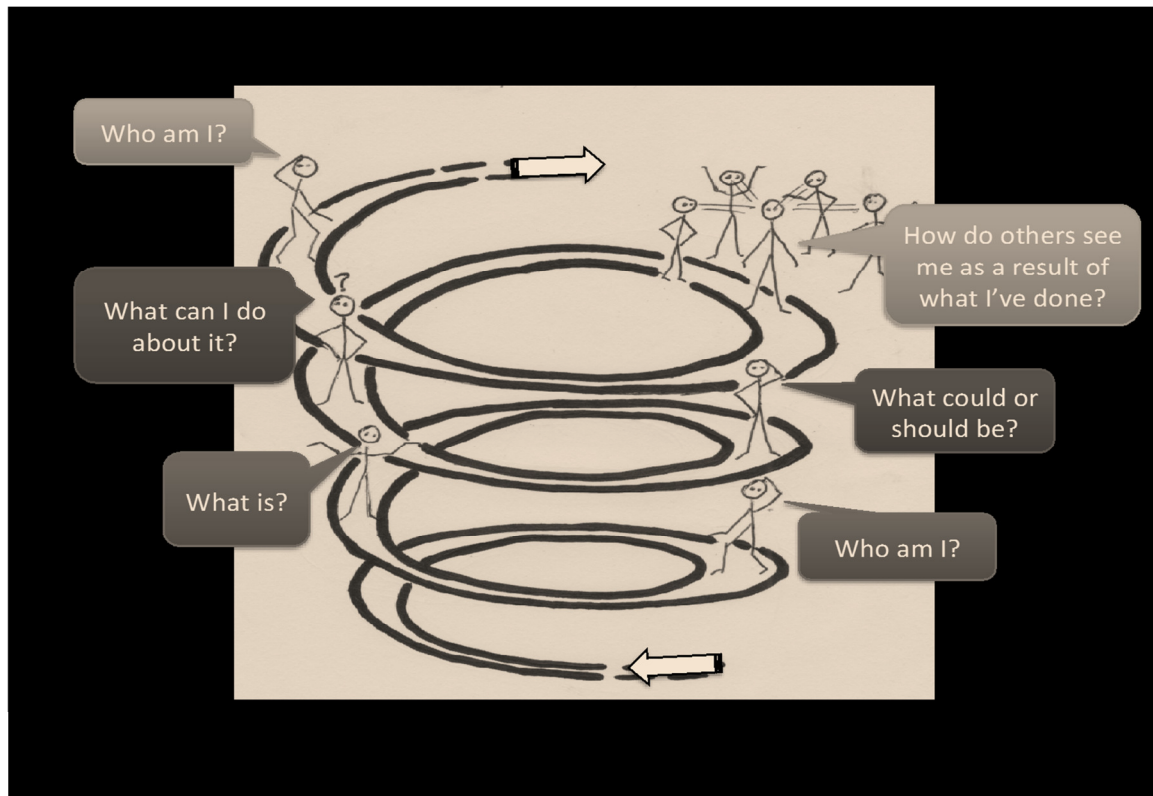 Who am I?
How do others see
me as a result of
what I've done?
?
What can I do
about it?
What could or
should be?
What is?
Who am I?